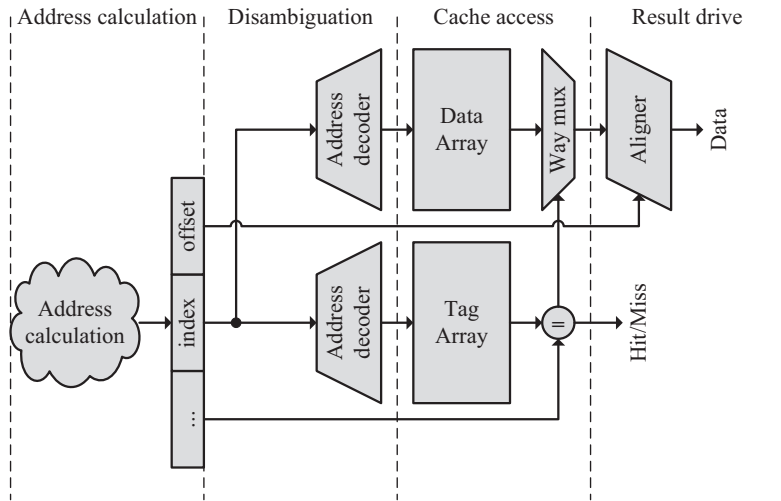 Address calculation
Disambiguation
Cache access
Result drive
Address
decoder
Data
Array
Way mux
Aligner
Data
offset
index
...
Address
calculation
Address
decoder
Tag
Array
=
Hit/Miss